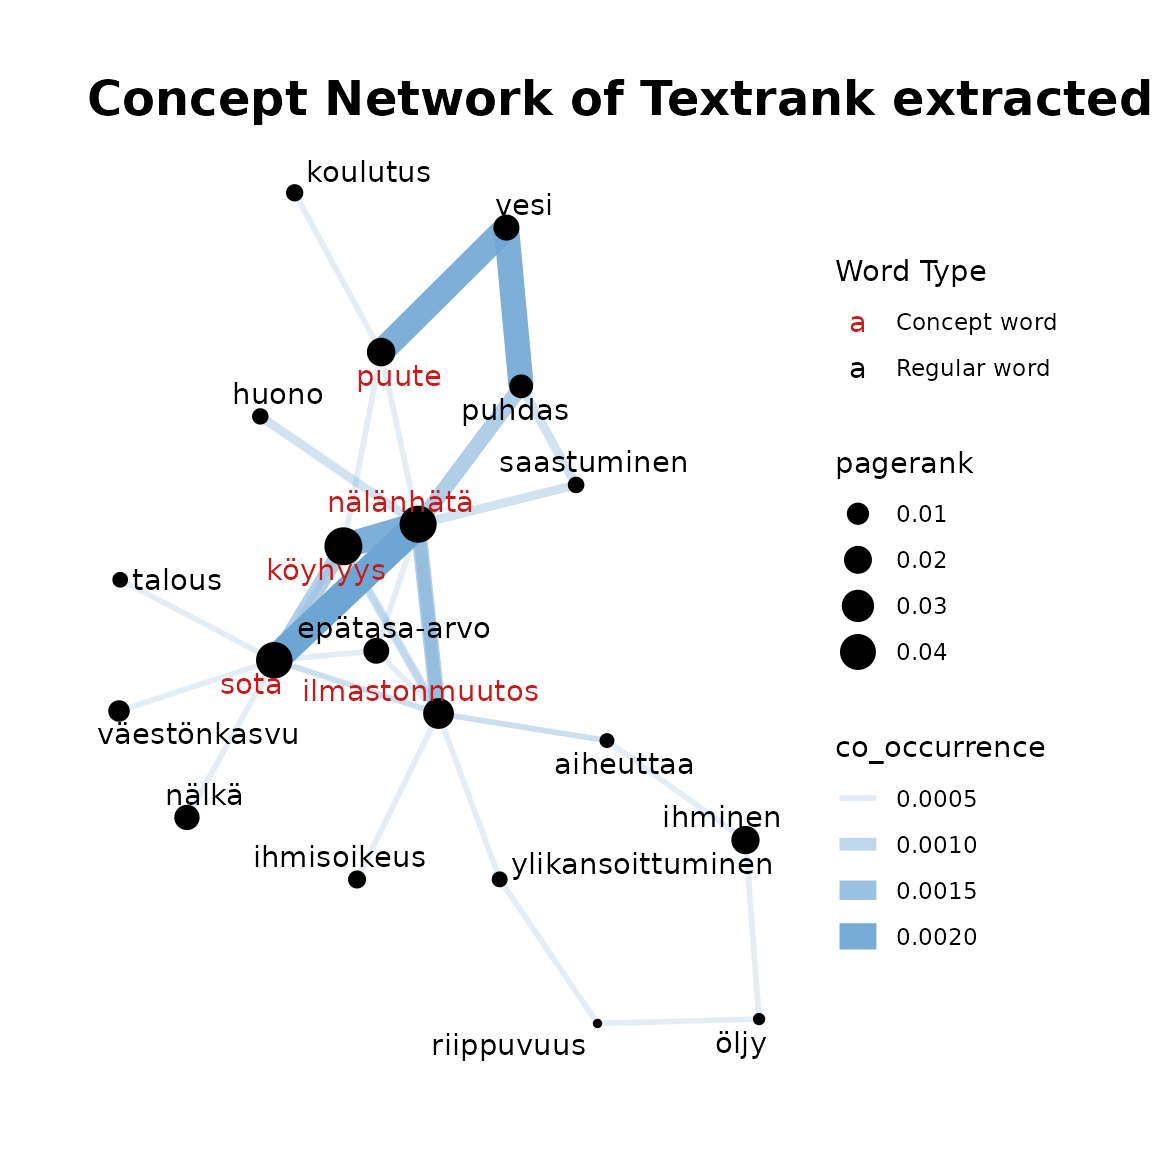 Concept Network of Textrank extracted
koulutus
vesi
puute
huono
puhdas
saastuminen
nälänhätä
köyhyys
talous
epätasa-arvo
sota
ilmastonmuutos
väestönkasvu
aiheuttaa
nälkä
ihminen
ihmisoikeus
ylikansoittuminen
riippuvuus
öljy
Word Type
a Concept word
a Regular word
pagerank
0.01
0.02
0.03
0.04
co_occurrence
0.0005
0.0010
0.0015
0.0020